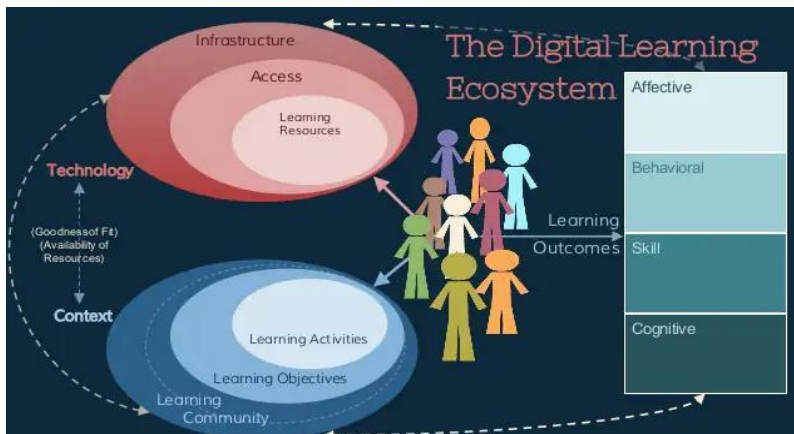 The Digital Learning
Ecosystem
Infrastructure
Access
Learning
Resources
Technology
(Goodness of Fit)
(Availability of
Resources)
Context
Learning Activities
Learning Objectives
Learning
Community
Learning
Outcomes
Affective
Behavioral
Skill
Cognitive